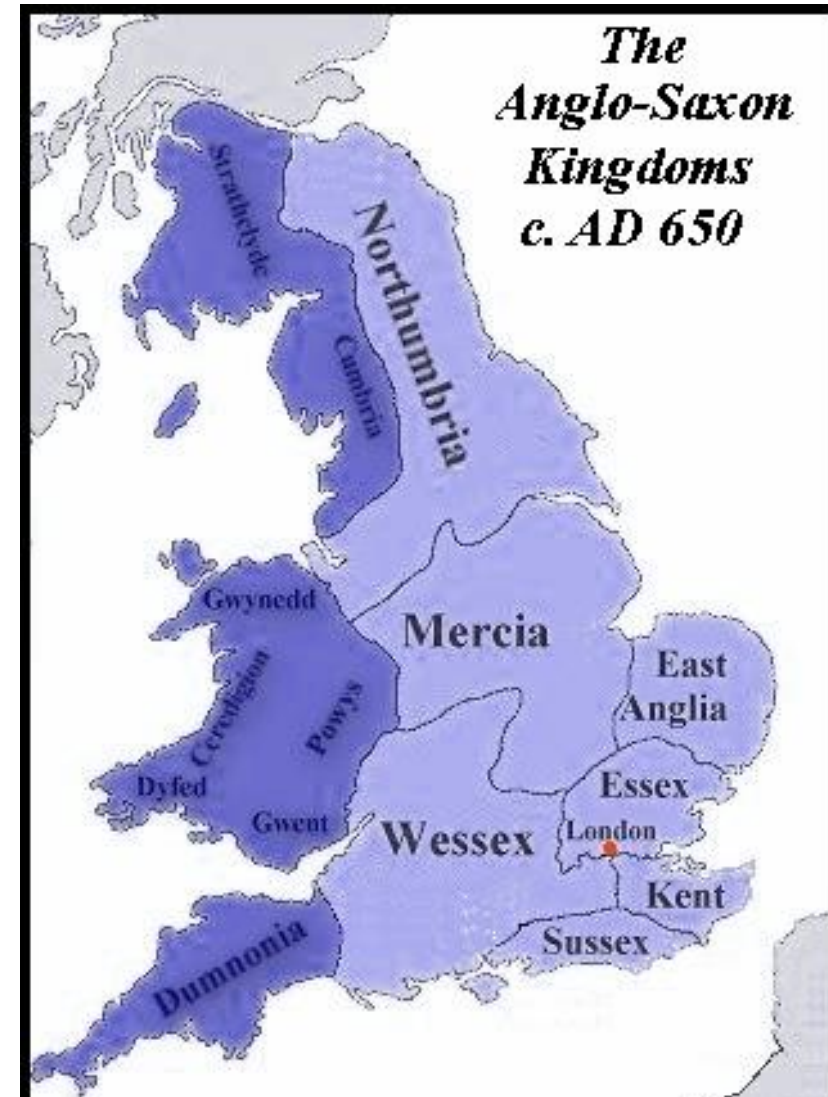 The
Anglo-Saxon
Kingdoms
c. AD 650
Strathclyde
Northumbria
Cumbria
Gwynedd
Mercia
East
Anglia
Ceredigion
Powys
Dyfed
Essex
Gwent
Wessex
London
Kent
Sussex
Dumnonia